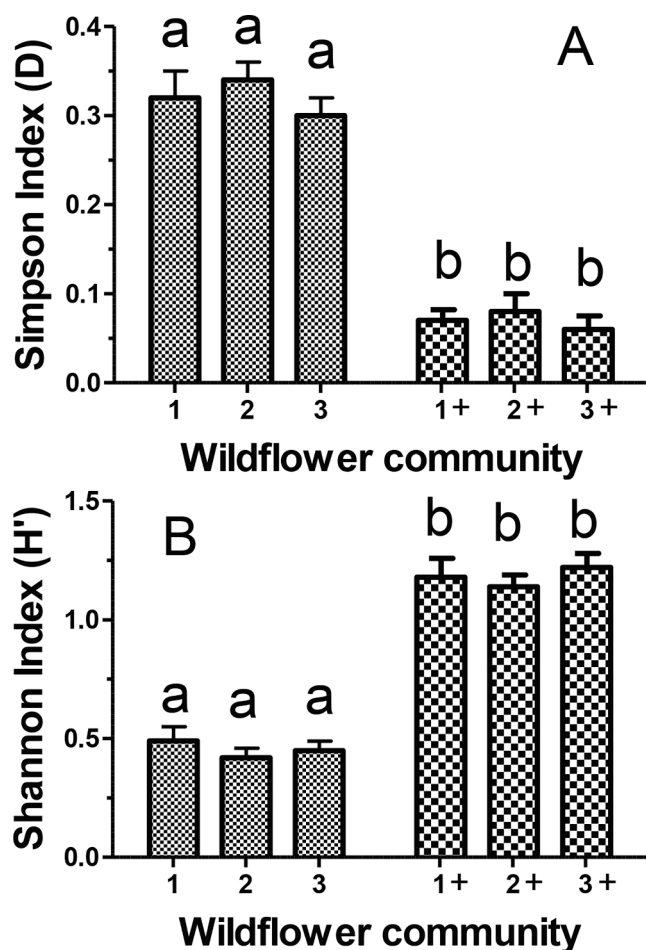 A
Simpson Index (D)
0.4
0.3
0.2
0.1
0.0
a a a b b b
1 2 3 1+ 2+ 3+
Wildflower community
B
Shannon Index (H')
1.5
1.0
0.5
0.0
a a a b b b
1 2 3 1+ 2+ 3+
Wildflower community